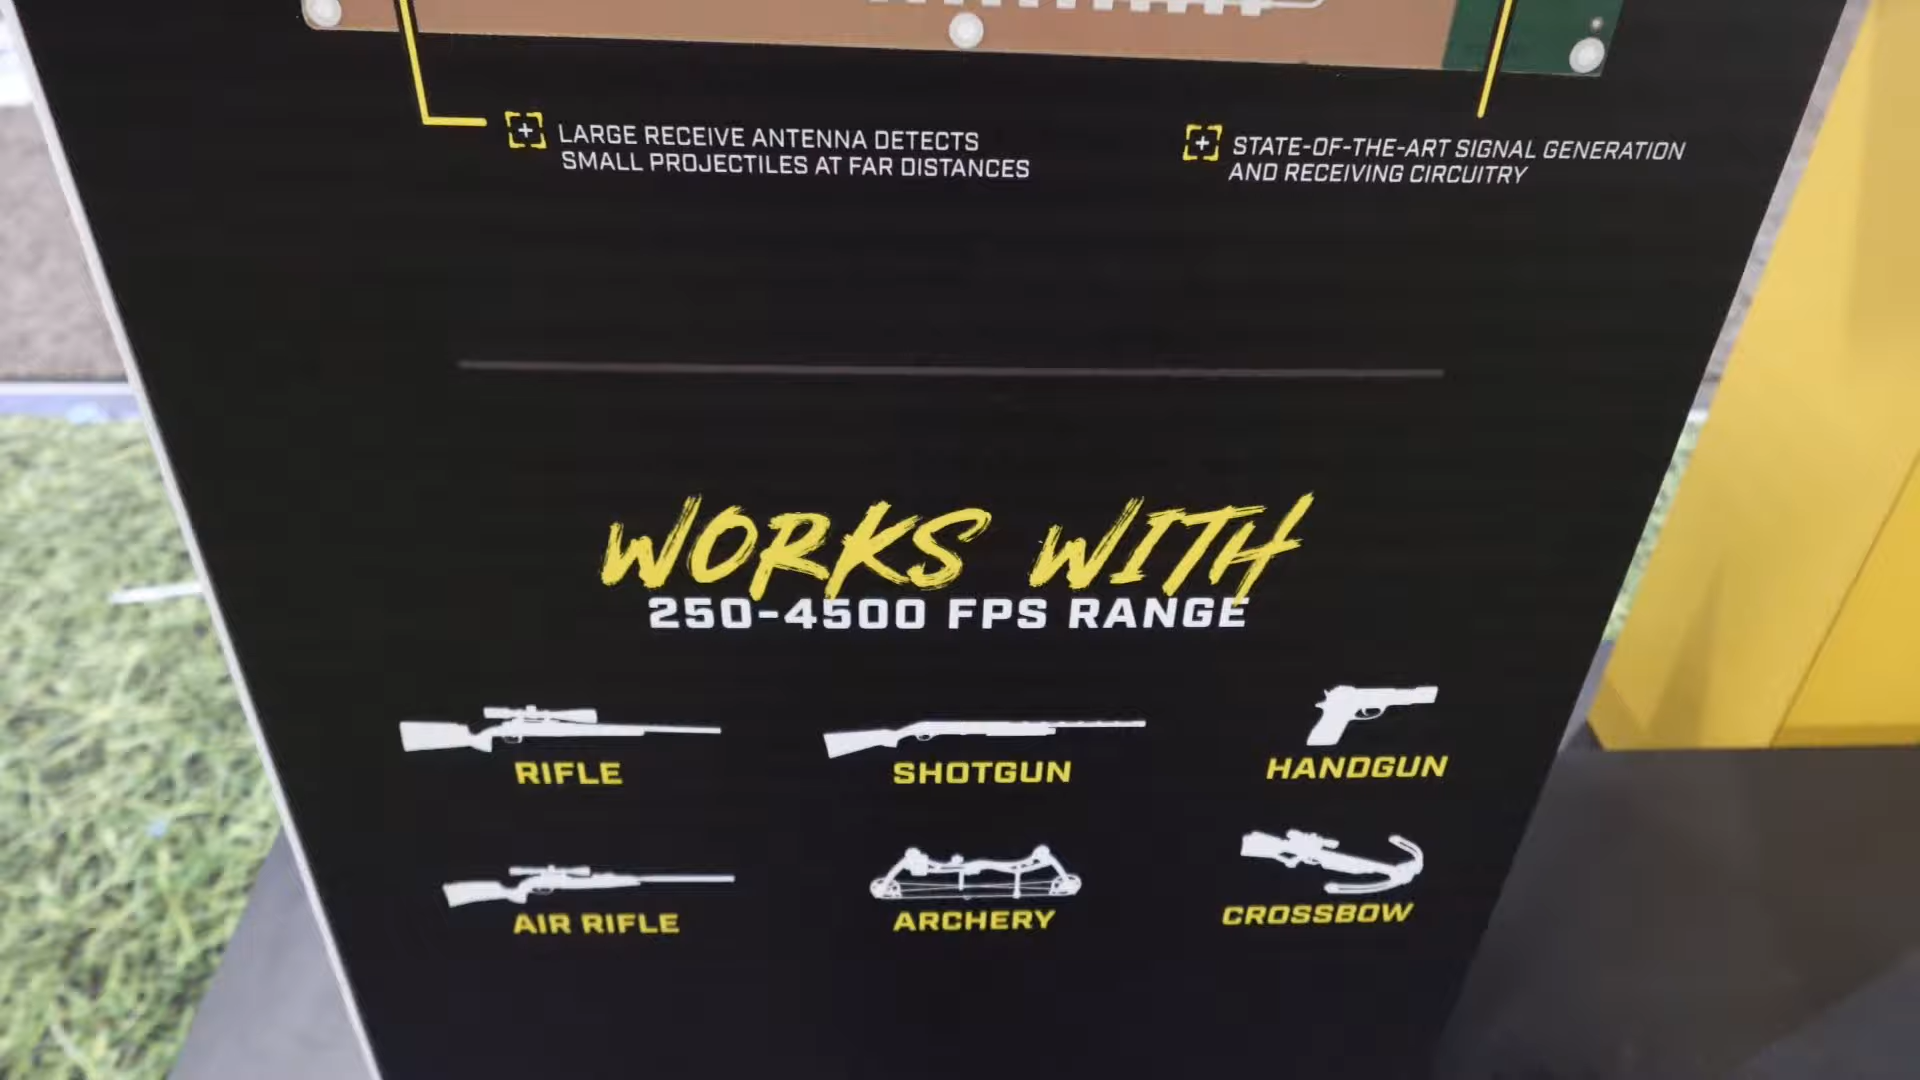 LARGE RECEIVE ANTENNA DETECTS
SMALL PROJECTILES AT FAR DISTANCES
STATE-OF-THE-ART SIGNAL GENERATION
AND RECEIVING CIRCUITRY
WORKS WITH
250-4500 FPS RANGE
RIFLE
SHOTGUN
HANDGUN
AIR RIFLE
ARCHERY
CROSSBOW